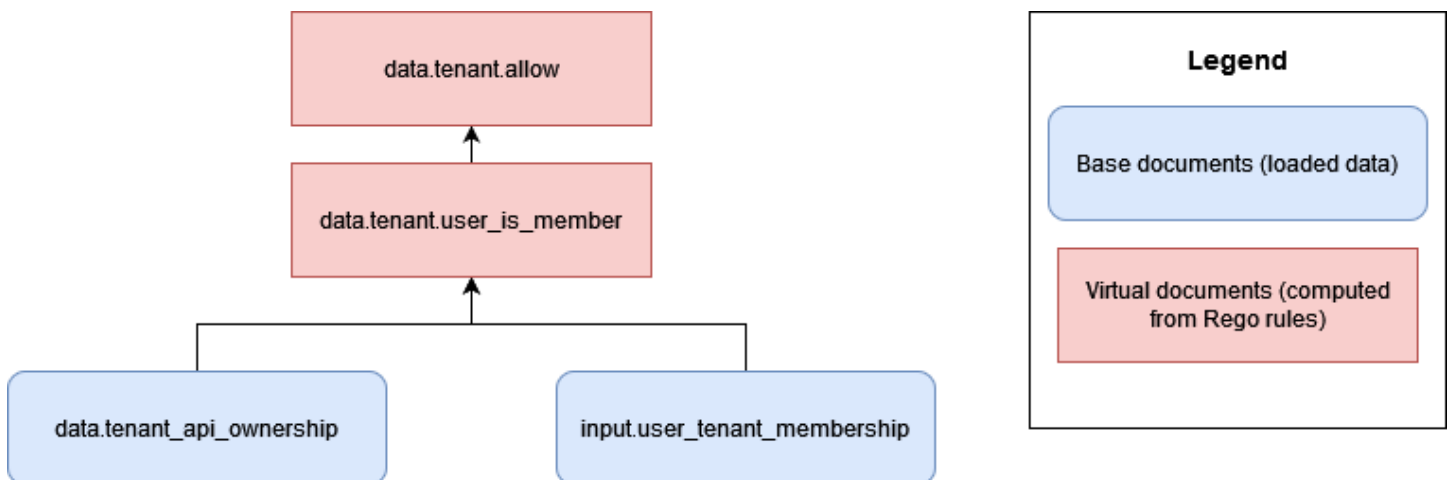 data.tenant.allow
data.tenant.user_is_member
data.tenant_api_ownership
input.user_tenant_membership
Legend
Base documents (loaded data)
Virtual documents (computed
from Rego rules)